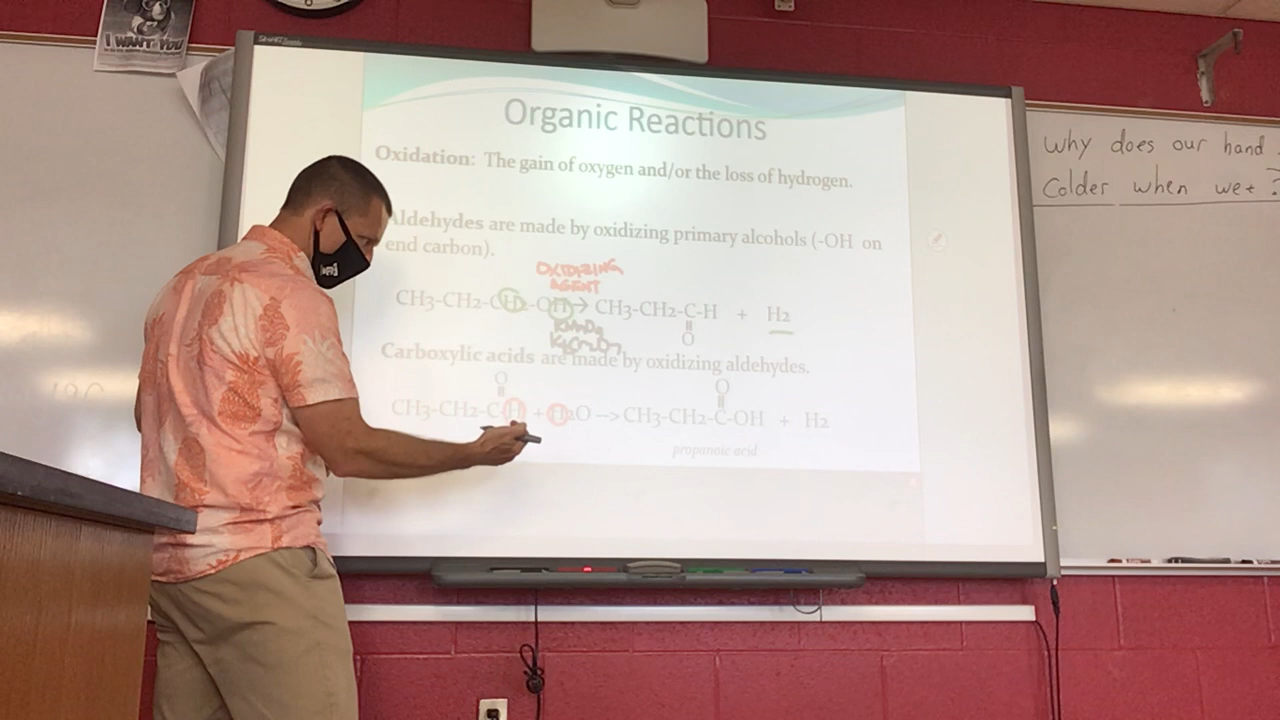 I WANT YOU
SMART
Organic Reactions
Oxidation: The gain of oxygen and/or the loss of hydrogen.
Aldehydes are made by oxidizing primary alcohols (-OH on
end carbon).
OXIDIZING
AGENT
CH3-CH2-CH2-OH → CH3-CH2-C-H + H2
O
KMnO4
K2Cr2O7
Carboxylic acids are made by oxidizing aldehydes.
O O
CH3-CH2-C-H + H2O –> CH3-CH2-C-OH + H2
propanoic acid
Why does our hand
Colder when wet ?